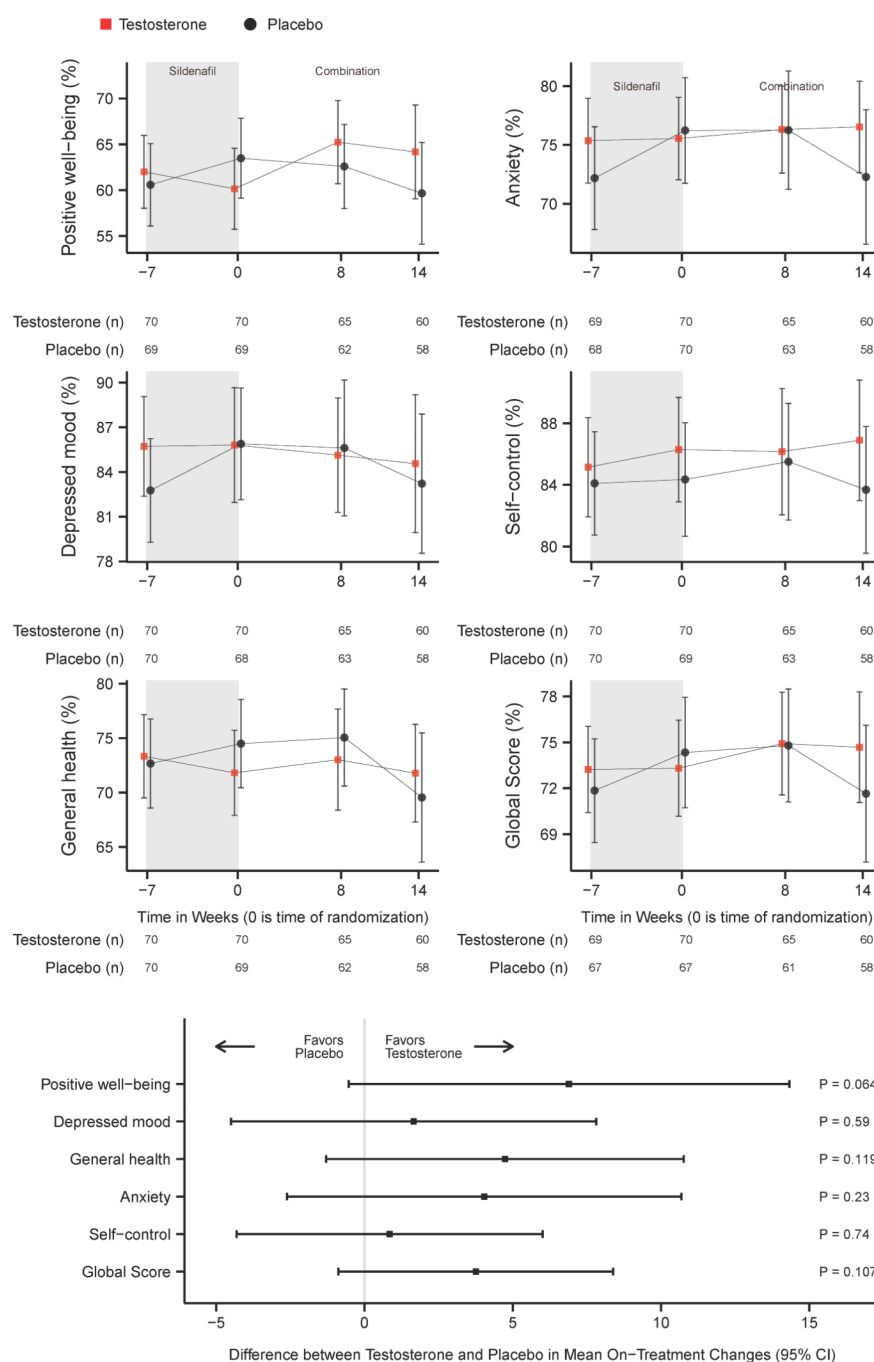 Testosterone Placebo
Sildenafil Combination
Positive well−being (%)
70
65
60
55
−7 0 8 14
Testosterone (n) 70 70 65 60
Placebo (n) 69 69 62 58
Sildenafil Combination
Anxiety (%)
80
75
70
−7 0 8 14
Testosterone (n) 69 70 65 60
Placebo (n) 68 70 63 58
Depressed mood (%)
90
87
84
81
78
−7 0 8 14
Testosterone (n) 70 70 65 60
Placebo (n) 70 68 63 58
Self−control (%)
88
84
80
−7 0 8 14
Testosterone (n) 70 70 65 60
Placebo (n) 70 69 63 58
General health (%)
80
75
70
65
−7 0 8 14
Time in Weeks (0 is time of randomization)
Testosterone (n) 70 70 65 60
Placebo (n) 70 69 62 58
Global Score (%)
78
75
72
69
−7 0 8 14
Time in Weeks (0 is time of randomization)
Testosterone (n) 69 70 65 60
Placebo (n) 67 67 61 58
Favors Favors
Placebo Testosterone
Positive well−being P = 0.064
Depressed mood P = 0.59
General health P = 0.119
Anxiety P = 0.23
Self−control P = 0.74
Global Score P = 0.107
−5 0 5 10 15
Difference between Testosterone and Placebo in Mean On−Treatment Changes (95% CI)